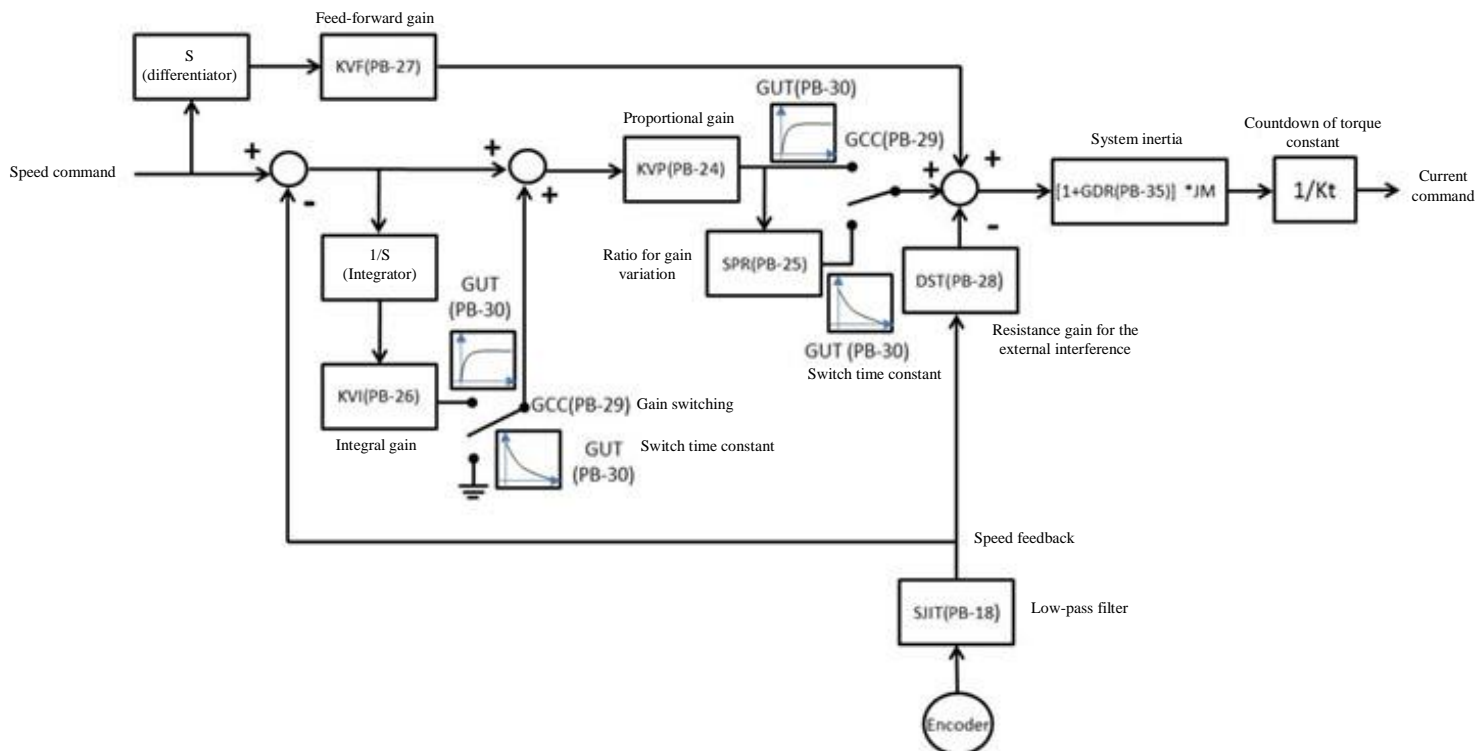 Feed-forward gain
S
(differentiator)
KVF(PB-27)
GUT(PB-30)
Proportional gain
GCC(PB-29)
System inertia
Countdown of torque
constant
+
+
+
+
+
Speed command
KVP(PB-24)
[1+GDR(PB-35)] *JM
1/Kt
Current
command
-
-
1/S
(Integrator)
Ratio for gain
variation
SPR(PB-25)
DST(PB-28)
GUT
(PB-30)
Resistance gain for the
external interference
GUT (PB-30)
Switch time constant
KVI(PB-26)
GCC(PB-29) Gain switching
Integral gain
GUT
(PB-30)
Switch time constant
Speed feedback
SJIT(PB-18)
Low-pass filter
Encoder